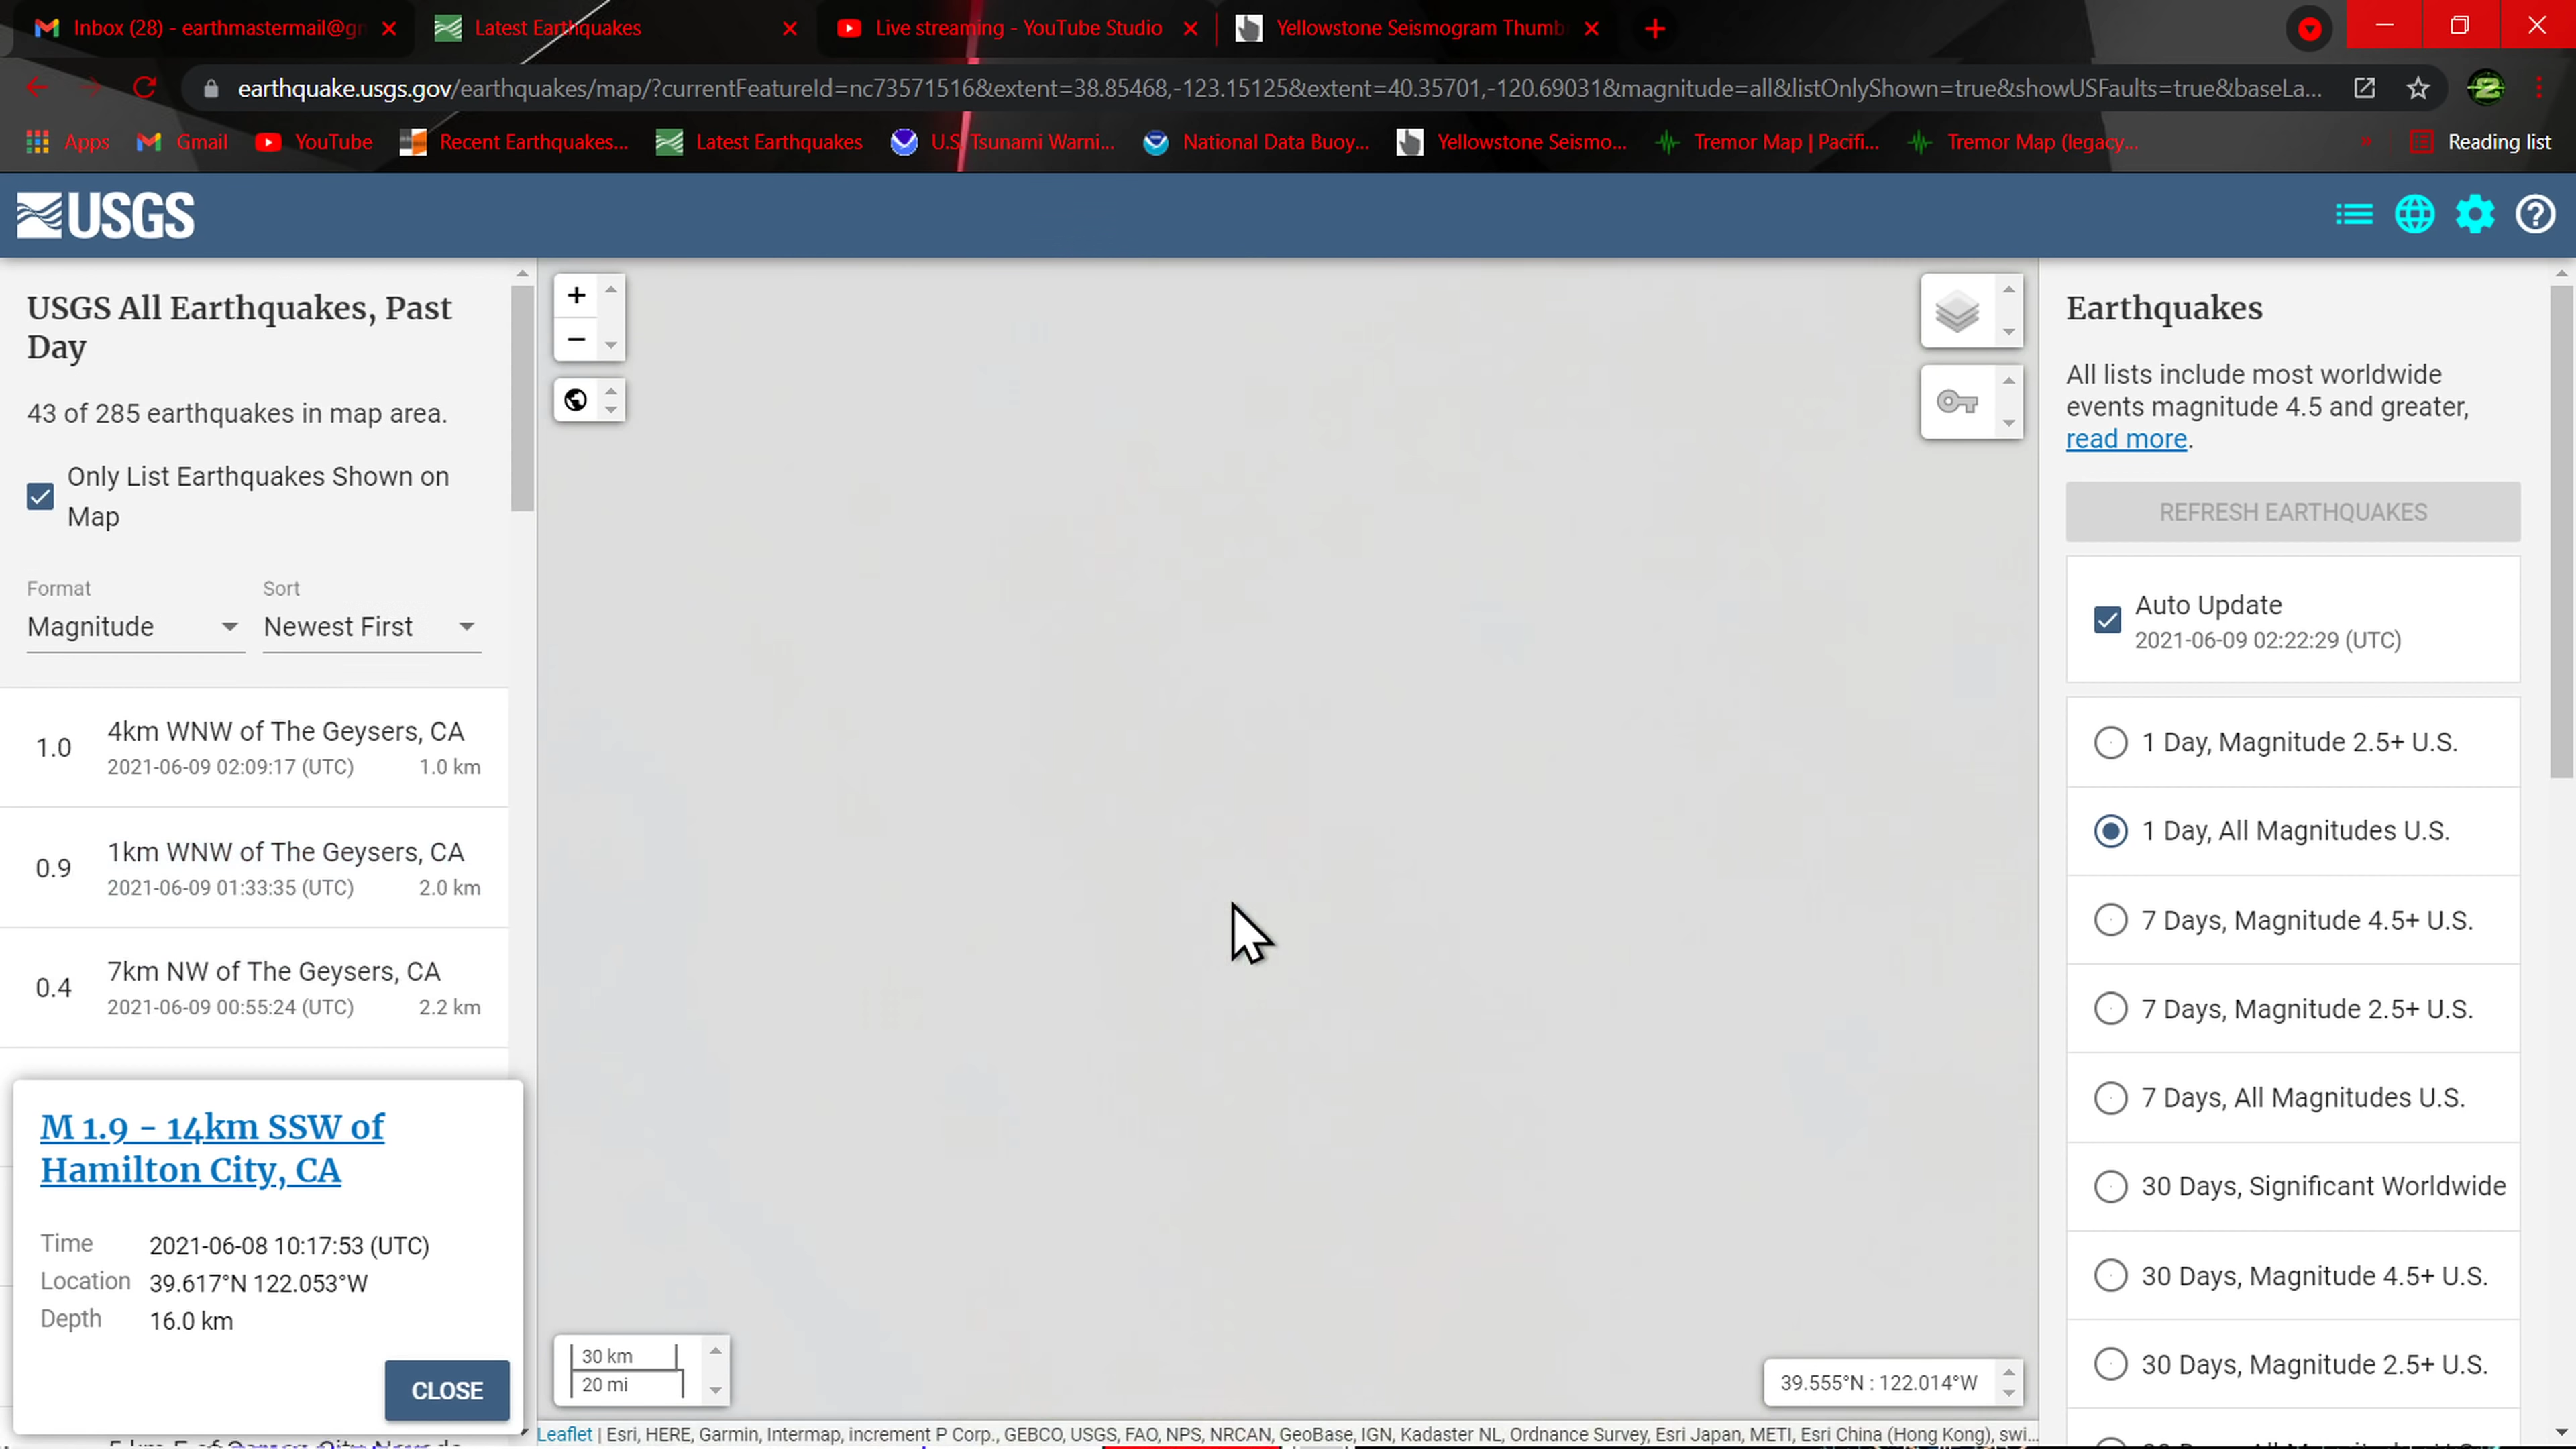 Inbox (28) - earthmastermail@gm
Latest Earthquakes
Live streaming - YouTube Studio
Yellowstone Seismogram Thumb
earthquake.usgs.gov/earthquakes/map/?currentFeatureId=nc73571516&extent=38.85468,-123.15125&extent=40.35701,-120.69031&magnitude=all&listOnlyShown=true&showUSFaults=true&baseLa...
Apps
Gmail
YouTube
Recent Earthquakes...
Latest Earthquakes
U.S. Tsunami Warni...
National Data Buoy...
Yellowstone Seismo...
Tremor Map | Pacifi...
Tremor Map (legacy...
Reading list
USGS
USGS All Earthquakes, Past
Day
43 of 285 earthquakes in map area.
Only List Earthquakes Shown on
Map
Format
Sort
Magnitude
Newest First
1.0
4km WNW of The Geysers, CA
2021-06-09 02:09:17 (UTC) 1.0 km
0.9
1km WNW of The Geysers, CA
2021-06-09 01:33:35 (UTC) 2.0 km
0.4
7km NW of The Geysers, CA
2021-06-09 00:55:24 (UTC) 2.2 km
M 1.9 - 14km SSW of
Hamilton City, CA
Time 2021-06-08 10:17:53 (UTC)
Location 39.617°N 122.053°W
Depth 16.0 km
CLOSE
+
−
30 km
20 mi
39.555°N : 122.014°W
Leaflet | Esri, HERE, Garmin, Intermap, increment P Corp., GEBCO, USGS, FAO, NPS, NRCAN, GeoBase, IGN, Kadaster NL, Ordnance Survey, Esri Japan, METI, Esri China (Hong Kong), swi...
Earthquakes
All lists include most worldwide
events magnitude 4.5 and greater,
read more.
REFRESH EARTHQUAKES
Auto Update
2021-06-09 02:22:29 (UTC)
1 Day, Magnitude 2.5+ U.S.
1 Day, All Magnitudes U.S.
7 Days, Magnitude 4.5+ U.S.
7 Days, Magnitude 2.5+ U.S.
7 Days, All Magnitudes U.S.
30 Days, Significant Worldwide
30 Days, Magnitude 4.5+ U.S.
30 Days, Magnitude 2.5+ U.S.